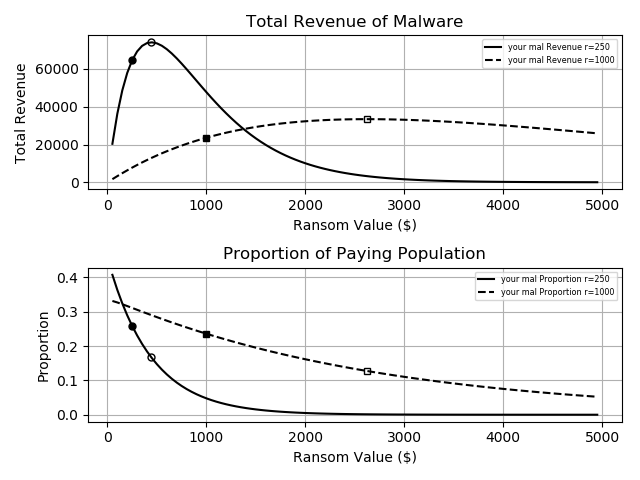 Total Revenue of Malware
your mal Revenue r=250
your mal Revenue r=1000
Total Revenue
60000
40000
20000
0
0 1000 2000 3000 4000 5000
Ransom Value ($)
Proportion of Paying Population
your mal Proportion r=250
your mal Proportion r=1000
Proportion
0.4
0.3
0.2
0.1
0.0
0 1000 2000 3000 4000 5000
Ransom Value ($)